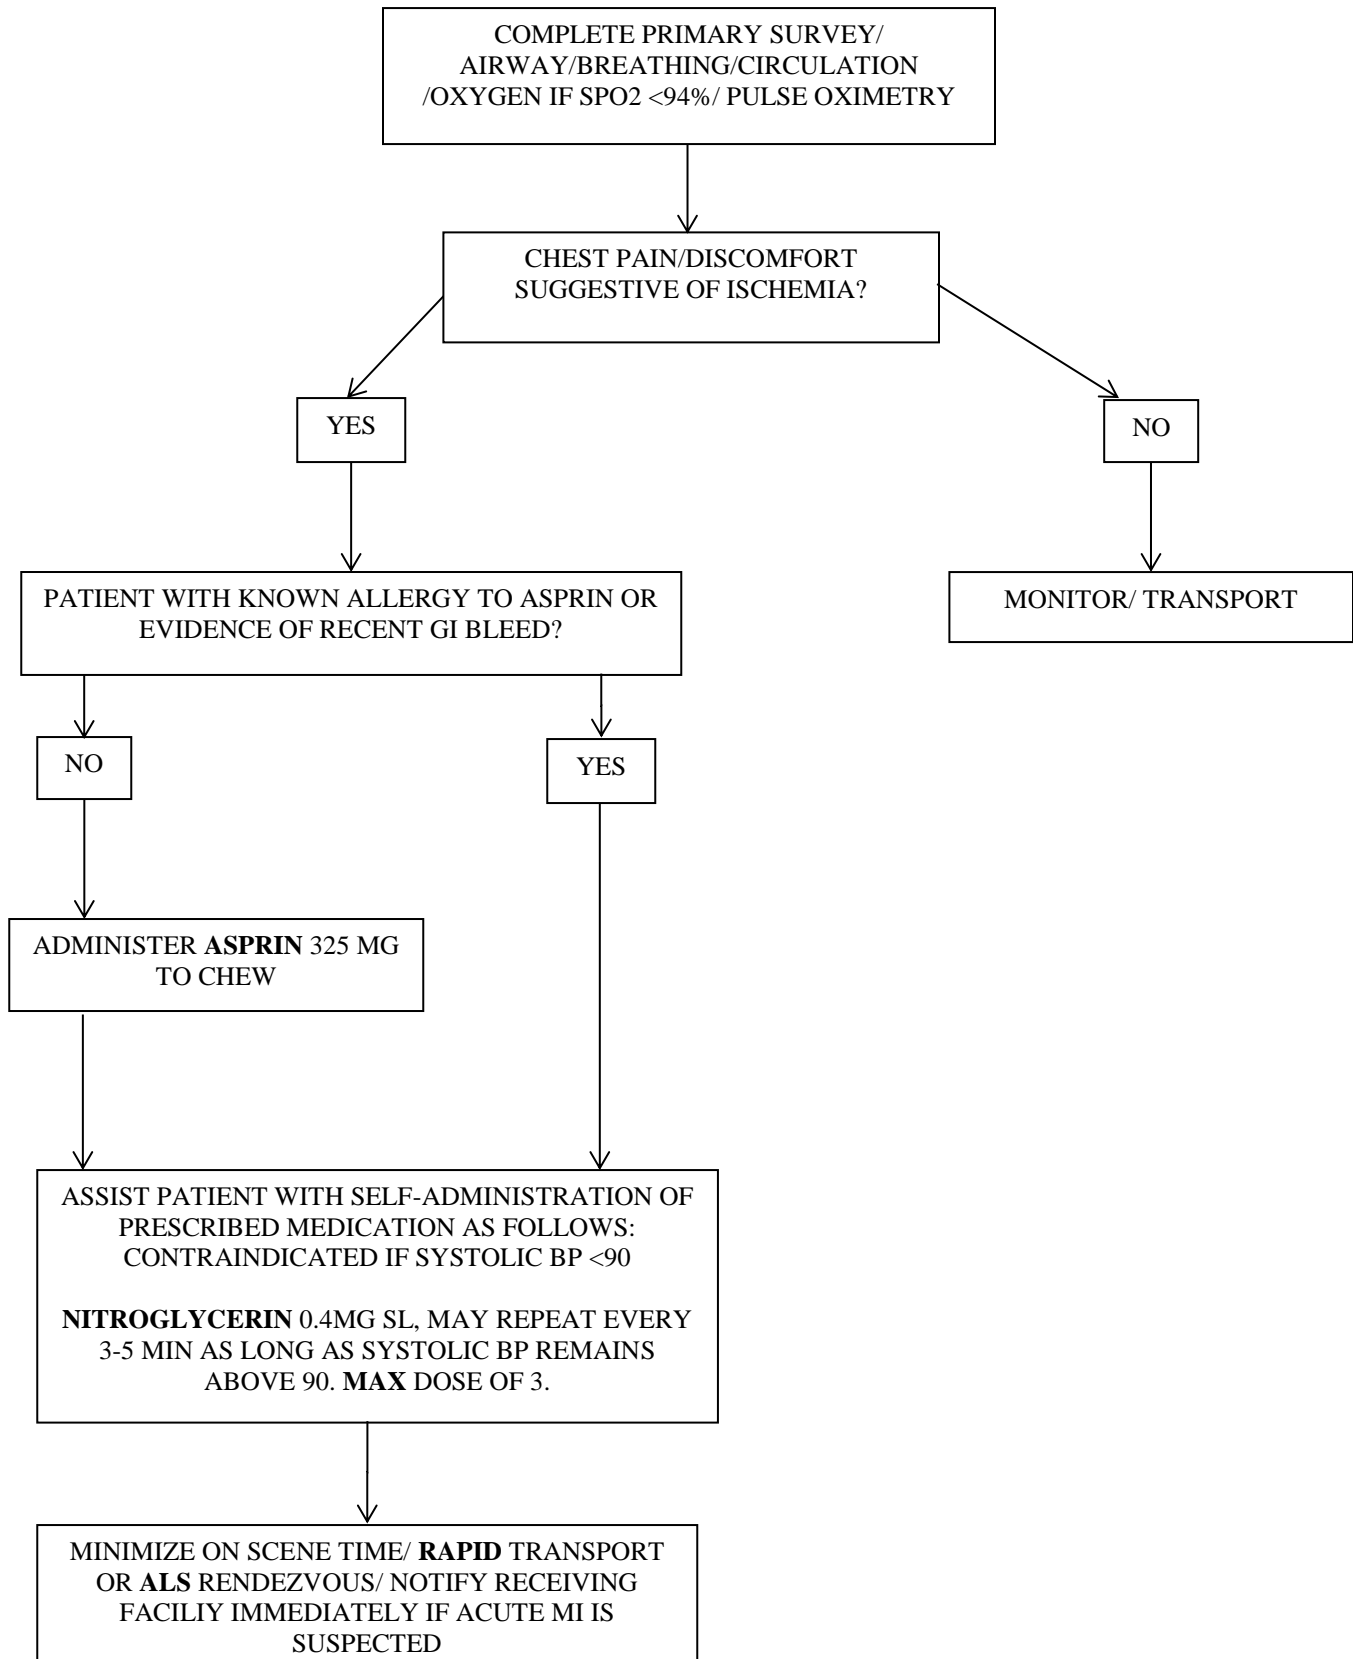 COMPLETE PRIMARY SURVEY/
AIRWAY/BREATHING/CIRCULATION
/OXYGEN IF SPO2 <94%/ PULSE OXIMETRY
CHEST PAIN/DISCOMFORT
SUGGESTIVE OF ISCHEMIA?
YES
NO
PATIENT WITH KNOWN ALLERGY TO ASPRIN OR
EVIDENCE OF RECENT GI BLEED?
MONITOR/ TRANSPORT
NO
YES
ADMINISTER ASPRIN 325 MG
TO CHEW
ASSIST PATIENT WITH SELF-ADMINISTRATION OF
PRESCRIBED MEDICATION AS FOLLOWS:
CONTRAINDICATED IF SYSTOLIC BP <90
NITROGLYCERIN 0.4MG SL, MAY REPEAT EVERY
3-5 MIN AS LONG AS SYSTOLIC BP REMAINS
ABOVE 90. MAX DOSE OF 3.
MINIMIZE ON SCENE TIME/ RAPID TRANSPORT
OR ALS RENDEZVOUS/ NOTIFY RECEIVING
FACILIY IMMEDIATELY IF ACUTE MI IS
SUSPECTED